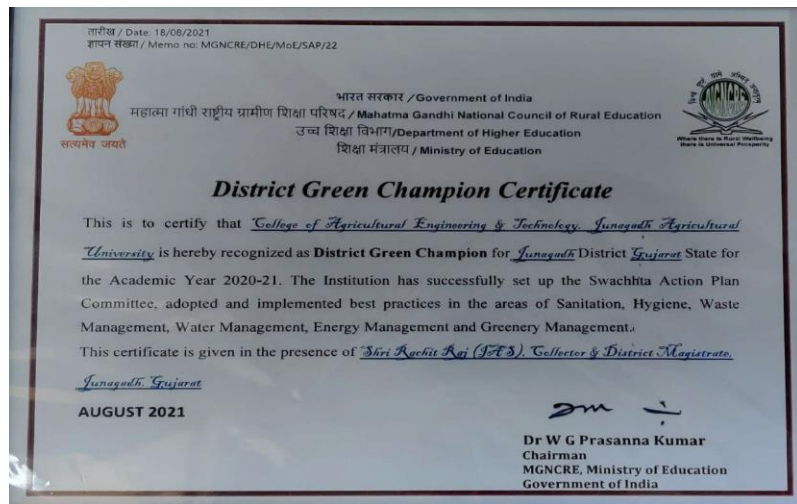 तारीख / Date: 18/08/2021
ज्ञापन संख्या / Memo no: MGNCRE/DHE/MoE/SAP/22
भारत सरकार / Government of India
महात्मा गांधी राष्ट्रीय ग्रामीण शिक्षा परिषद / Mahatma Gandhi National Council of Rural Education
उच्च शिक्षा विभाग/Department of Higher Education
शिक्षा मंत्रालय / Ministry of Education
सत्यमेव जयते
MGNCRE
Where there is Rural Wellbeing
there is Universal Prosperity
District Green Champion Certificate
This is to certify that College of Agricultural Engineering & Technology, Junagadh Agricultural
University is hereby recognized as District Green Champion for Junagadh District Gujarat State for
the Academic Year 2020-21. The Institution has successfully set up the Swachhta Action Plan
Committee, adopted and implemented best practices in the areas of Sanitation, Hygiene, Waste
Management, Water Management, Energy Management and Greenery Management.
This certificate is given in the presence of Shri Rachit Raj (IAS), Collector & District Magistrate,
Junagadh, Gujarat
AUGUST 2021
Dr W G Prasanna Kumar
Chairman
MGNCRE, Ministry of Education
Government of India